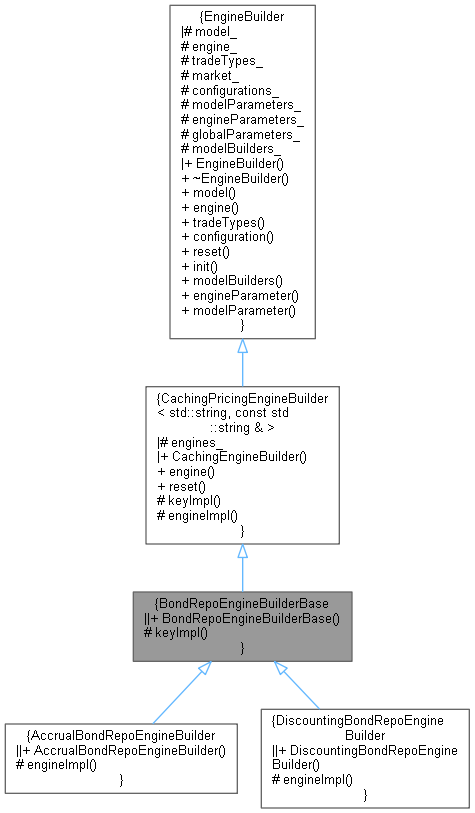 {EngineBuilder
|# model_
# engine_
# tradeTypes_
# market_
# configurations_
# modelParameters_
# engineParameters_
# globalParameters_
# modelBuilders_
|+ EngineBuilder()
+ ~EngineBuilder()
+ model()
+ engine()
+ tradeTypes()
+ configuration()
+ reset()
+ init()
+ modelBuilders()
+ engineParameter()
+ modelParameter()
}
{CachingPricingEngineBuilder
< std::string, const std
::string & >
|# engines_
|+ CachingEngineBuilder()
+ engine()
+ reset()
# keyImpl()
# engineImpl()
}
{BondRepoEngineBuilderBase
||+ BondRepoEngineBuilderBase()
# keyImpl()
}
{AccrualBondRepoEngineBuilder
||+ AccrualBondRepoEngineBuilder()
# engineImpl()
}
{DiscountingBondRepoEngine
Builder
||+ DiscountingBondRepoEngine
Builder()
# engineImpl()
}